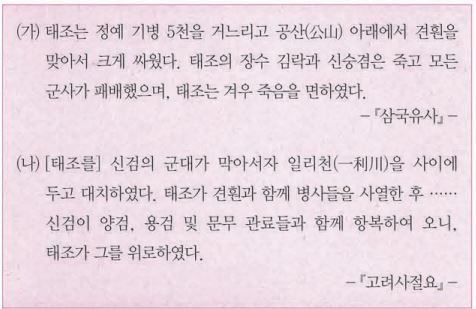 (가) 태조는 정예 기병 5천을 거느리고 공산(公山) 아래에서 견훤을
맞아서 크게 싸웠다. 태조의 장수 김락과 신숭겸은 죽고 모든
군사가 패배했으며, 태조는 겨우 죽음을 면하였다.
-『삼국유사』-
(나) [태조를] 신검의 군대가 막아서자 일리천(一利川)을 사이에
두고 대치하였다. 태조가 견훤과 함께 병사들을 사열한 후 ……
신검이 양검, 용검 및 문무 관료들과 함께 항복하여 오니,
태조가 그를 위로하였다.
-『고려사절요』-